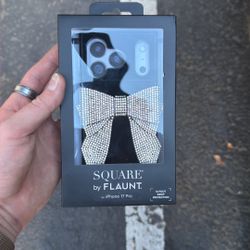 SQUARE
by FLAUNT.
for iPhone 17 Pro